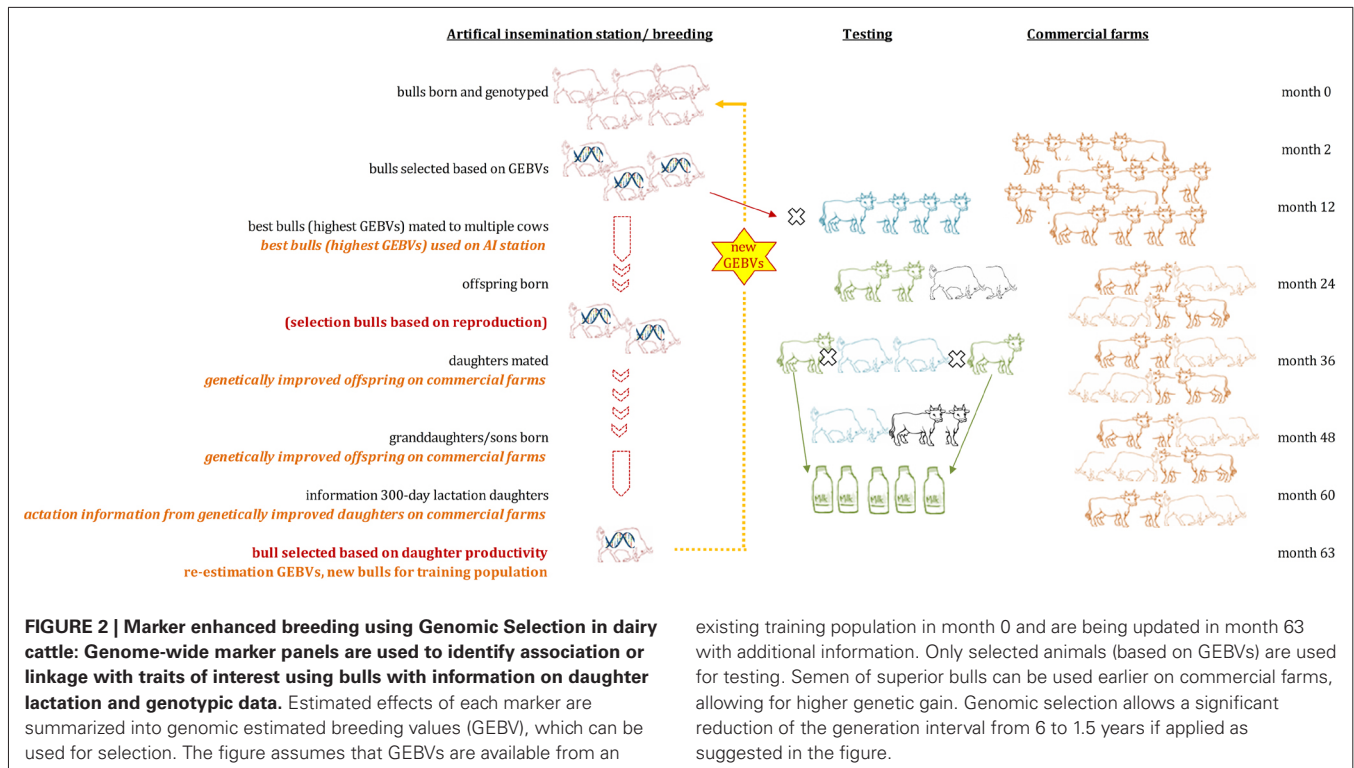 Artifical insemination station/ breeding
Testing
Commercial farms
bulls born and genotyped
month 0
bulls selected based on GEBVs
month 2
month 12
best bulls (highest GEBVs) mated to multiple cows
best bulls (highest GEBVs) used on AI station
new
GEBVs
offspring born
month 24
(selection bulls based on reproduction)
daughters mated
month 36
genetically improved offspring on commercial farms
granddaughters/sons born
month 48
genetically improved offspring on commercial farms
information 300-day lactation daughters
month 60
Milk Milk Milk Milk Milk
actation information from genetically improved daughters on commercial farms
bull selected based on daughter productivity
month 63
re-estimation GEBVs, new bulls for training population
FIGURE 2 | Marker enhanced breeding using Genomic Selection in dairy
cattle: Genome-wide marker panels are used to identify association or
linkage with traits of interest using bulls with information on daughter
lactation and genotypic data. Estimated effects of each marker are
summarized into genomic estimated breeding values (GEBV), which can be
used for selection. The figure assumes that GEBVs are available from an
existing training population in month 0 and are being updated in month 63
with additional information. Only selected animals (based on GEBVs) are used
for testing. Semen of superior bulls can be used earlier on commercial farms,
allowing for higher genetic gain. Genomic selection allows a significant
reduction of the generation interval from 6 to 1.5 years if applied as
suggested in the figure.